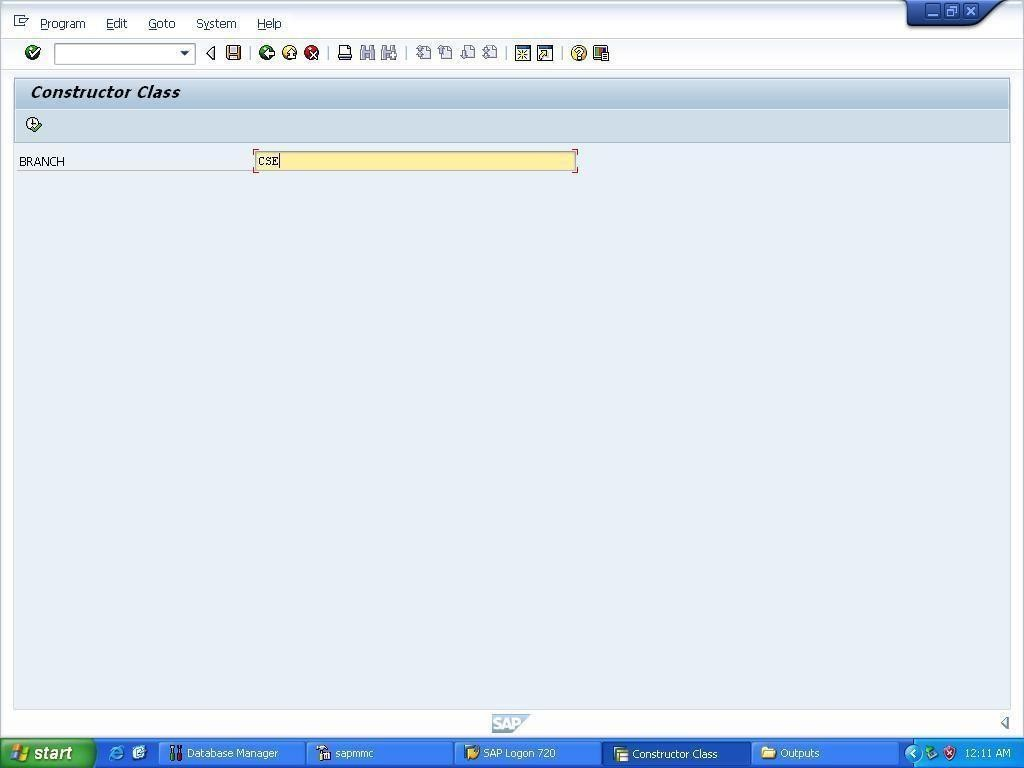 Program Edit Goto System Help
Constructor Class
BRANCH CSE
SAP
start Database Manager sapmmc SAP Logon 720 Constructor Class Outputs 12:11 AM